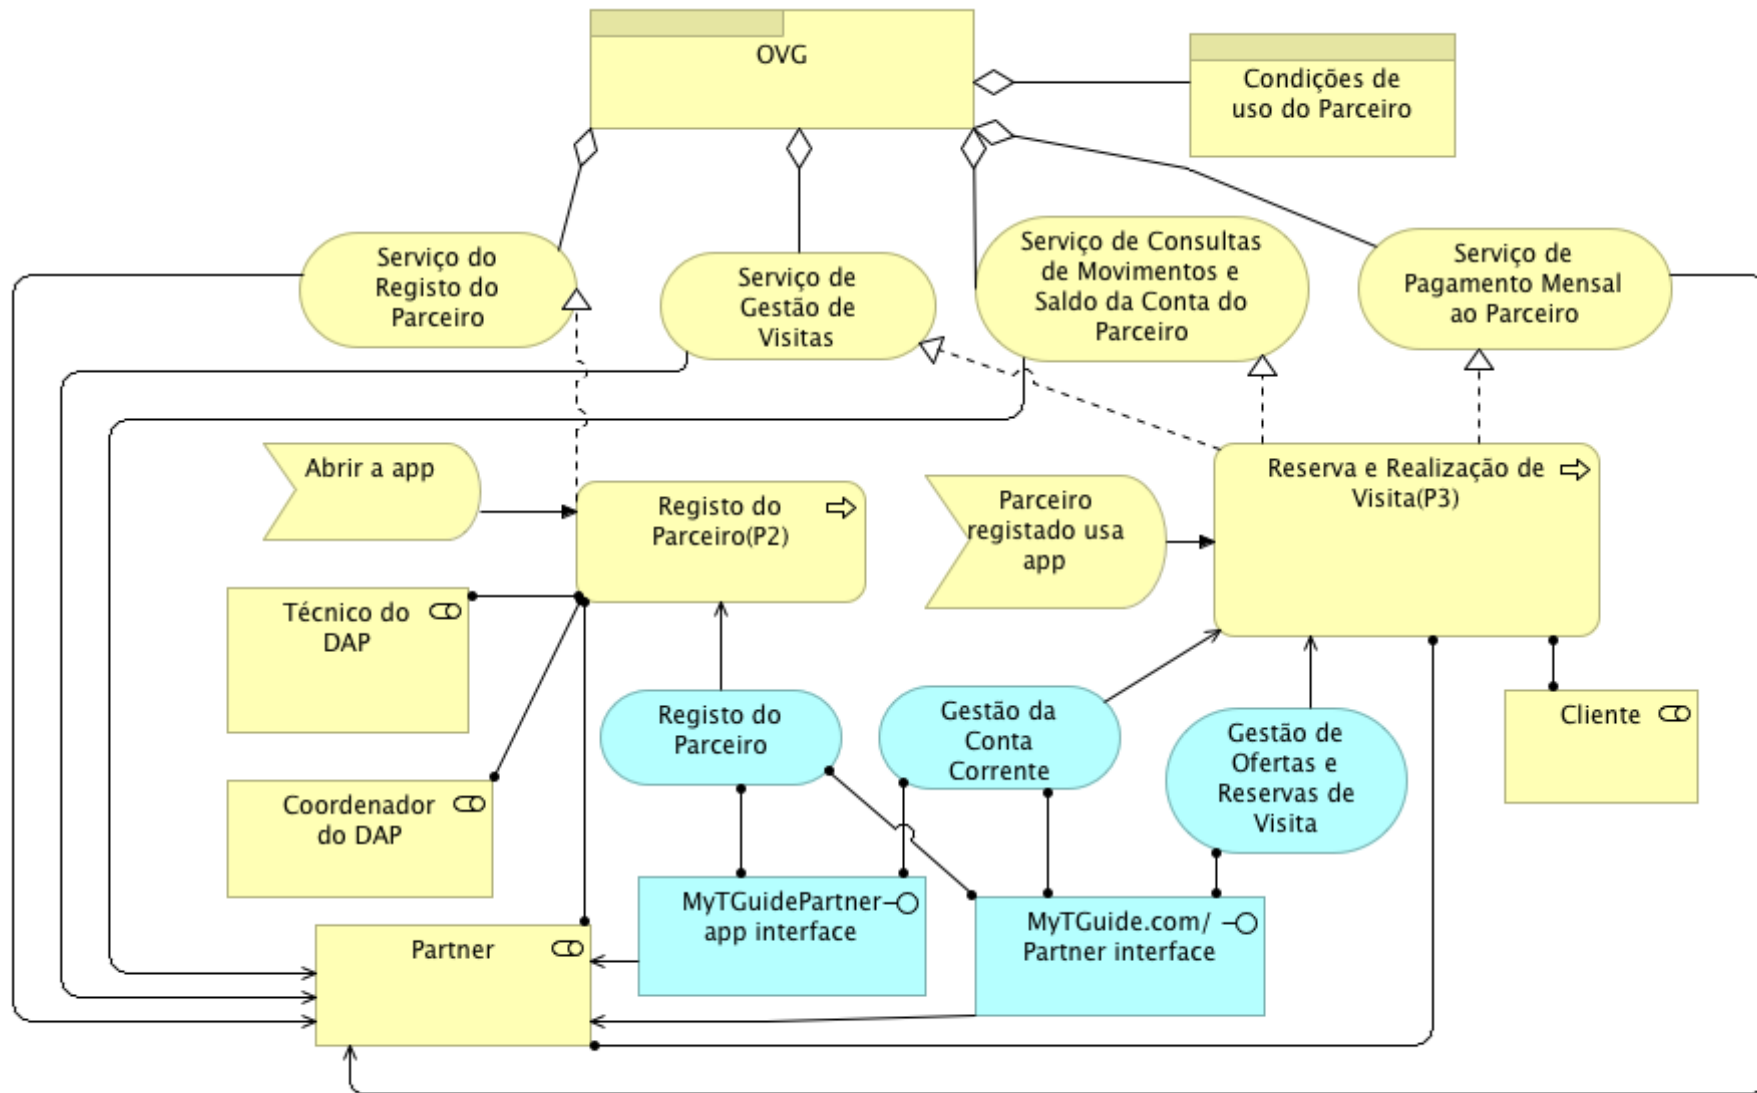 OVG
Condições de
uso do Parceiro
Serviço do
Registo do
Parceiro
Serviço de
Gestão de
Visitas
Serviço de Consultas
de Movimentos e
Saldo da Conta do
Parceiro
Serviço de
Pagamento Mensal
ao Parceiro
Abrir a app
Registo do
Parceiro(P2)
Parceiro
registado usa
app
Reserva e Realização de
Visita(P3)
Técnico do
DAP
Coordenador
do DAP
Registo do
Parceiro
Gestão da
Conta
Corrente
Gestão de
Ofertas e
Reservas de
Visita
Cliente
Partner
MyTGuidePartner
app interface
MyTGuide.com/
Partner interface